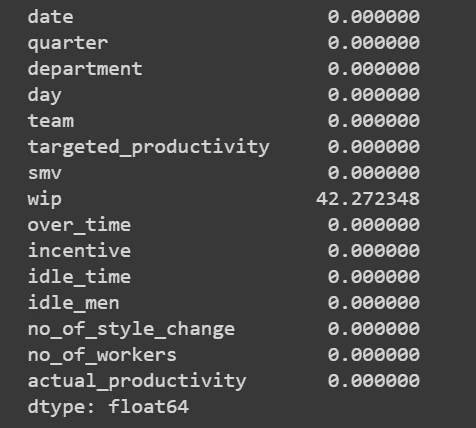 date 0.000000
quarter 0.000000
department 0.000000
day 0.000000
team 0.000000
targeted_productivity 0.000000
smv 0.000000
wip 42.272348
over_time 0.000000
incentive 0.000000
idle_time 0.000000
idle_men 0.000000
no_of_style_change 0.000000
no_of_workers 0.000000
actual_productivity 0.000000
dtype: float64